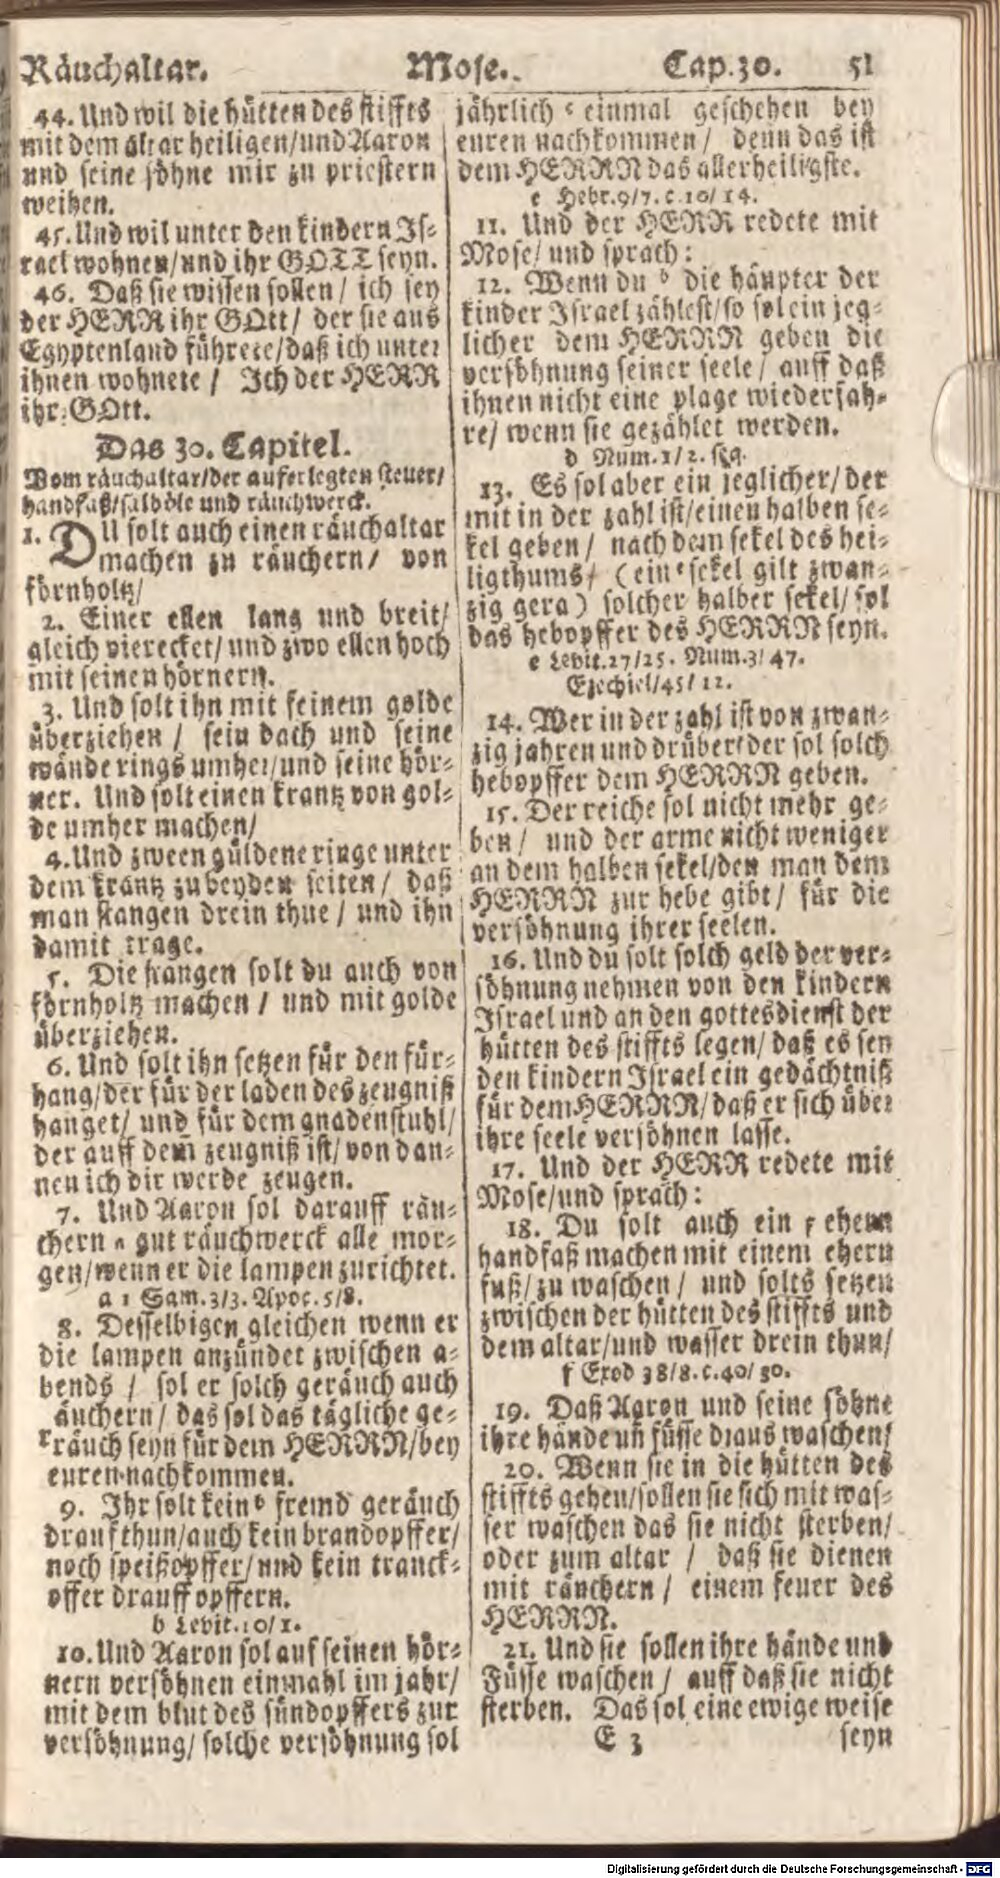 Räuchaltar. Mose. Cap.30. 51
44. Und wil die hütten des stiffts
mit dem altar heiligen/und Aaron
und seine söhne mir zu priestern
weihen.
45. Und wil unter den kindern Js-
rael wohnen/und ihr GOTT seyn.
46. Daß sie wissen sollen/ ich sey
der HERR ihr GOtt/ der sie aus
Egyptenland führete/daß ich unter
ihnen wohnete/ Jch der HERR
ihr GOtt.
Das 30. Capitel.
Vom räuchaltar/der auferlegten steuer/
handfaß/salböle und räuchwerck.
1. DU solt auch einen räuchaltar
machen zu räuchern/ von
förnholtz/
2. Einer ellen lang und breit/
gleich vierecket/ und zwo ellen hoch
mit seinen hörnern.
3. Und solt ihn mit feinem golde
überziehen/ sein dach und seine
wände rings umher/und seine hör-
ner. Und solt einen krantz von gol-
de umher machen/
4. Und zween güldene ringe unter
dem krantz zu beyden seiten/ daß
man stangen drein thue/ und ihn
damit trage.
5. Die stangen solt du auch von
förnholtz machen/ und mit golde
überziehen.
6. Und solt ihn setzen für den für-
hang/der für der laden des zeugniß
hanget/ und für dem gnadenstuhl/
der auff dem zeugniß ist/ von dan-
nen ich dir werde zeugen.
7. Und Aaron sol darauff räu-
chern a gut räuchwerck alle mor-
gen/wenn er die lampen zurichtet.
a 1 Sam.3/3. Apoc.5/8.
8. Desselbigen gleichen wenn er
die lampen anzündet zwischen a-
bends/ sol er solch geräuch auch
räuchern/ das sol das tägliche ge-
räuch seyn für dem HERRN/bey
euren nachkommen.
9. Jhr solt kein b fremd geräuch
drauf thun/auch kein brandopffer/
noch speißopffer/und kein tranck-
opffer drauff opffern.
b Levit.10/1.
10. Und Aaron sol auf seinen hör-
nern versöhnen einmahl im jahr/
mit dem blut des sündopffers zur
versöhnung/ solche versöhnung sol
jährlich c einmal geschehen bey
euren nachkommen/ denn das ist
dem HERRN das allerheiligste.
c Hebr.9/7. c.10/14.
11. Und der HERR redete mit
Mose/ und sprach:
12. Wenn du d die häupter der
kinder Jsrael zählest/so sol ein jeg-
licher dem HERRN geben die
versöhnung seiner seele/ auff daß
ihnen nicht eine plage wiederfah-
re/ wenn sie gezählet werden.
d Num.1/2. seq.
13. Es sol aber ein jeglicher/ der
mit in der zahl ist/einen halben se-
kel geben/ nach dem sekel des hei-
ligthums/ (ein e sekel gilt zwan-
zig gera) solcher halber sekel/ sol
das hebopffer des HERRN seyn.
e Levit.27/25. Num.3/47.
Ezechiel/45/12.
14. Wer in der zahl ist von zwan-
zig jahren und drüber/der sol solch
hebopffer dem HERRN geben.
15. Der reiche sol nicht mehr ge-
ben/ und der arme nicht weniger
an dem halben sekel/den man dem
HERRN zur hebe gibt/ für die
versöhnung ihrer seelen.
16. Und du solt solch geld der ver-
söhnung nehmen von den kindern
Jsrael und an den gottesdienst der
hütten des stiffts legen/ daß es sey
den kindern Jsrael ein gedächtniß
für dem HERRN/ daß er sich über
ihre seele versöhnen lasse.
17. Und der HERR redete mit
Mose/und sprach:
18. Du solt auch ein f ehern
handfaß machen mit einem ehern
fuß/ zu waschen/ und solts setzen
zwischen der hütten des stiffts und
dem altar/und wasser drein thun/
f Exod 38/8. c.40/30.
19. Daß Aaron und seine söhne
ihre hände uñ füsse draus waschen/
20. Wenn sie in die hütten des
stiffts gehen/sollen sie sich mit was-
ser waschen das sie nicht sterben/
oder zum altar/ daß sie dienen
mit räuchern/ einem feuer des
HERRN.
21. Und sie sollen ihre hände und
Füsse waschen/ auff daß sie nicht
sterben. Das sol eine ewige weise
E 3 seyn
Digitalisierung gefördert durch die Deutsche Forschungsgemeinschaft - DFG